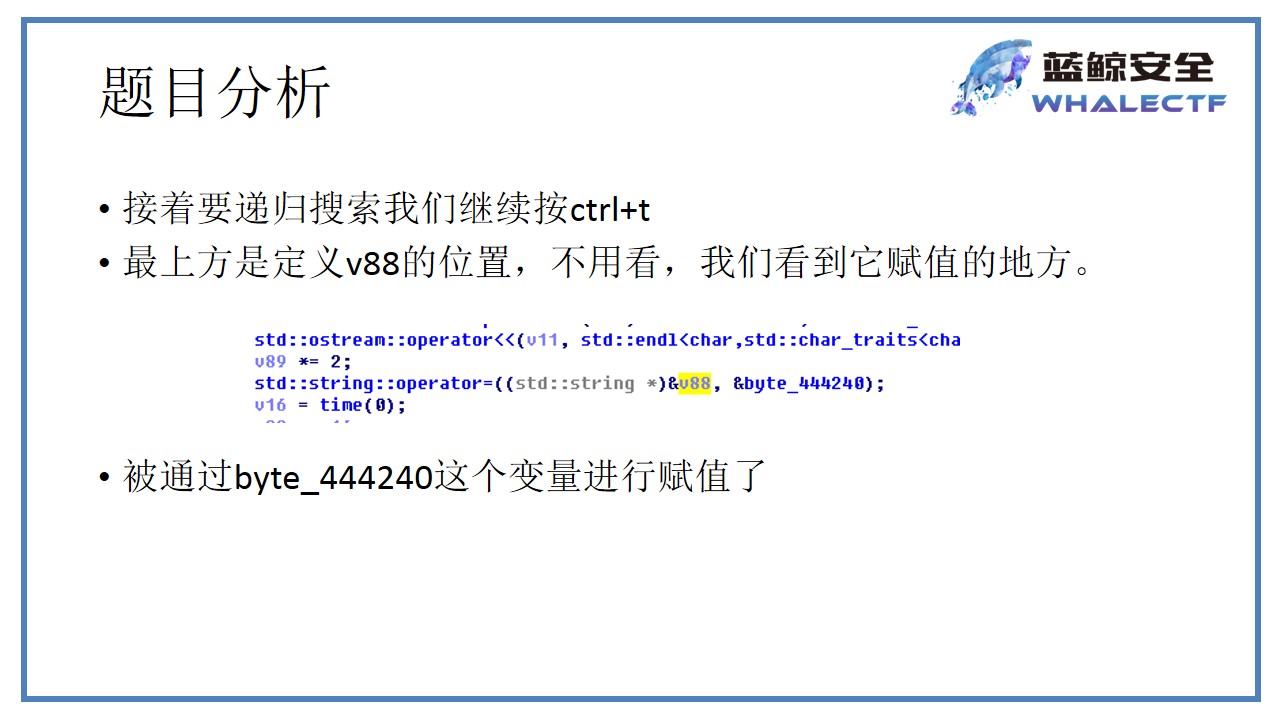 题目分析
蓝鲸安全
WHALECTF
• 接着要递归搜索我们继续按ctrl+t
• 最上方是定义v88的位置，不用看，我们看到它赋值的地方。
std::ostream::operator<<(v11, std::endl<char,std::char_traits<cha
v89 *= 2;
std::string::operator=((std::string *)&v88, &byte_444240);
v16 = time(0);
• 被通过byte_444240这个变量进行赋值了